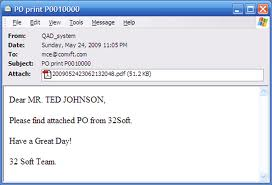 PO print P0010000
File Edit View Tools Message Help
From: QAD_system
Date: Sunday, May 24, 2009 11:05 PM
To: mce@comft.com
Subject: PO print P0010000
Attach: 2009052423062132048.pdf (51.2 KB)
Dear MR. TED JOHNSON,
Please find attached PO from 32Soft.
Have a Great Day!
32 Soft Team.